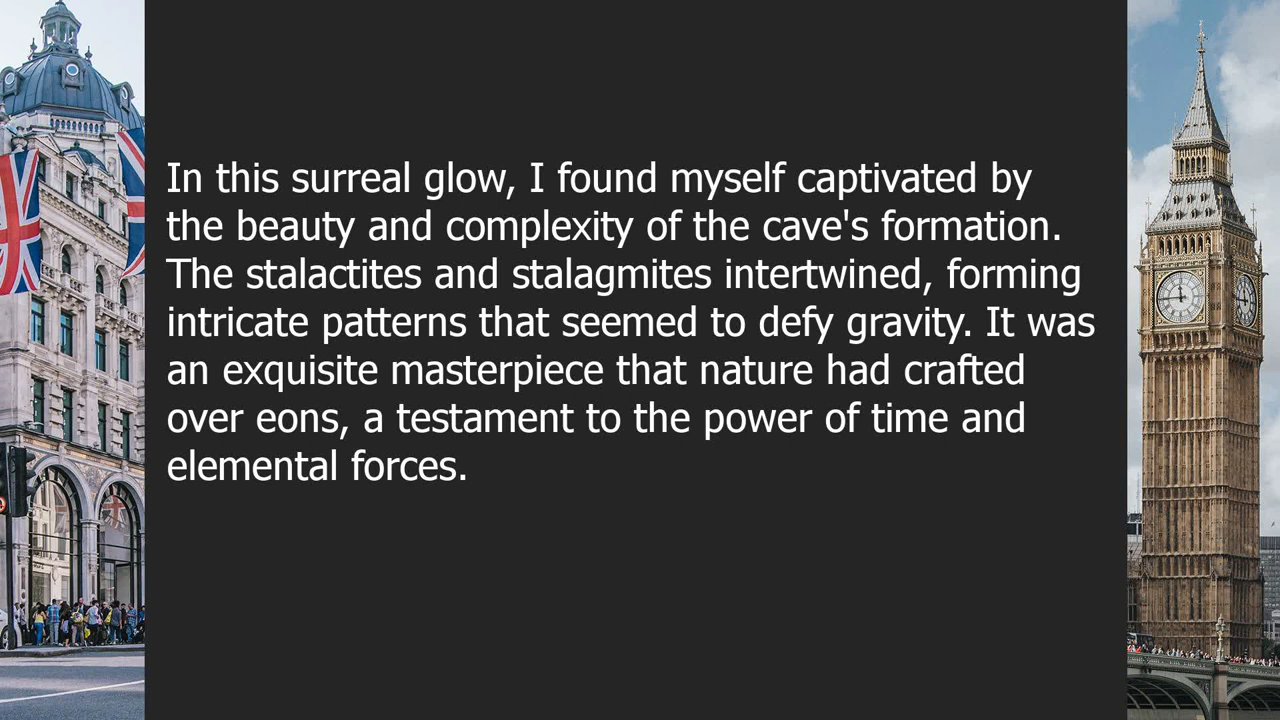 In this surreal glow, I found myself captivated by
the beauty and complexity of the cave's formation.
The stalactites and stalagmites intertwined, forming
intricate patterns that seemed to defy gravity. It was
an exquisite masterpiece that nature had crafted
over eons, a testament to the power of time and
elemental forces.